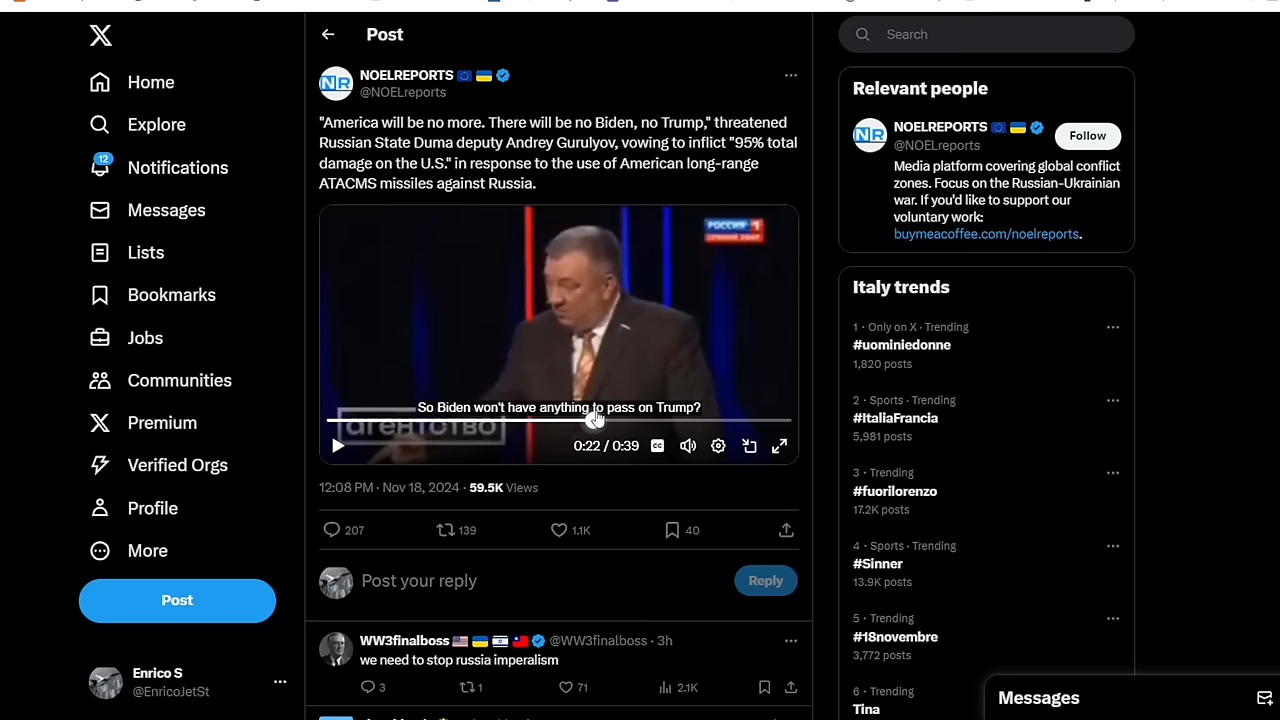 Post
Search
Home
Explore
12
Notifications
Messages
Lists
Bookmarks
Jobs
Communities
Premium
Verified Orgs
Profile
More
Post
Enrico S
@EnricoJetSt
NR
NOELREPORTS
@NOELreports
"America will be no more. There will be no Biden, no Trump," threatened
Russian State Duma deputy Andrey Gurulyov, vowing to inflict "95% total
damage on the U.S." in response to the use of American long-range
ATACMS missiles against Russia.
РОССИЯ 1
ПРЯМОЙ ЭФИР
So Biden won't have anything to pass on Trump?
агентство
0:22 / 0:39
CC
12:08 PM · Nov 18, 2024 · 59.5K Views
207
139
1.1K
40
Post your reply
Reply
WW3finalboss @WW3finalboss · 3h
we need to stop russia imperialism
3
1
71
2.1K
Relevant people
NR
NOELREPORTS
@NOELreports
Follow
Media platform covering global conflict
zones. Focus on the Russian-Ukrainian
war. If you'd like to support our
voluntary work:
buymeacoffee.com/noelreports.
Italy trends
1 · Only on X · Trending
#uominiedonne
1,820 posts
2 · Sports · Trending
#ItaliaFrancia
5,981 posts
3 · Trending
#fuorilorenzo
17.2K posts
4 · Sports · Trending
#Sinner
13.9K posts
5 · Trending
#18novembre
3,772 posts
6 · Trending
Tina
Messages